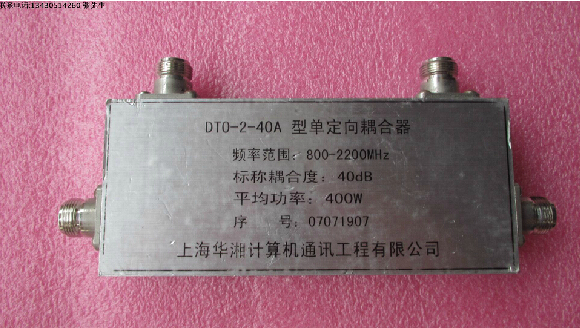 DTO-2-40A 型单定向耦合器
频率范围：800-2200MHz
标称耦合度：40dB
平均功率：400W
序 号：07071907
上海华湘计算机通讯工程有限公司